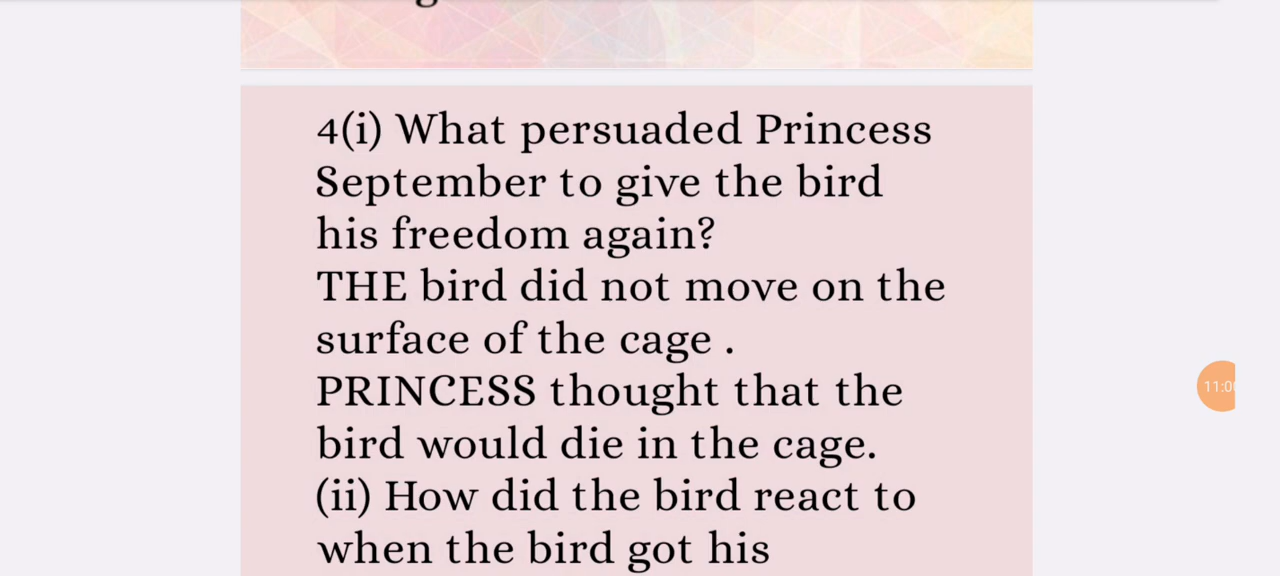 4(i) What persuaded Princess
September to give the bird
his freedom again?
THE bird did not move on the
surface of the cage .
PRINCESS thought that the
bird would die in the cage.
(ii) How did the bird react to
when the bird got his